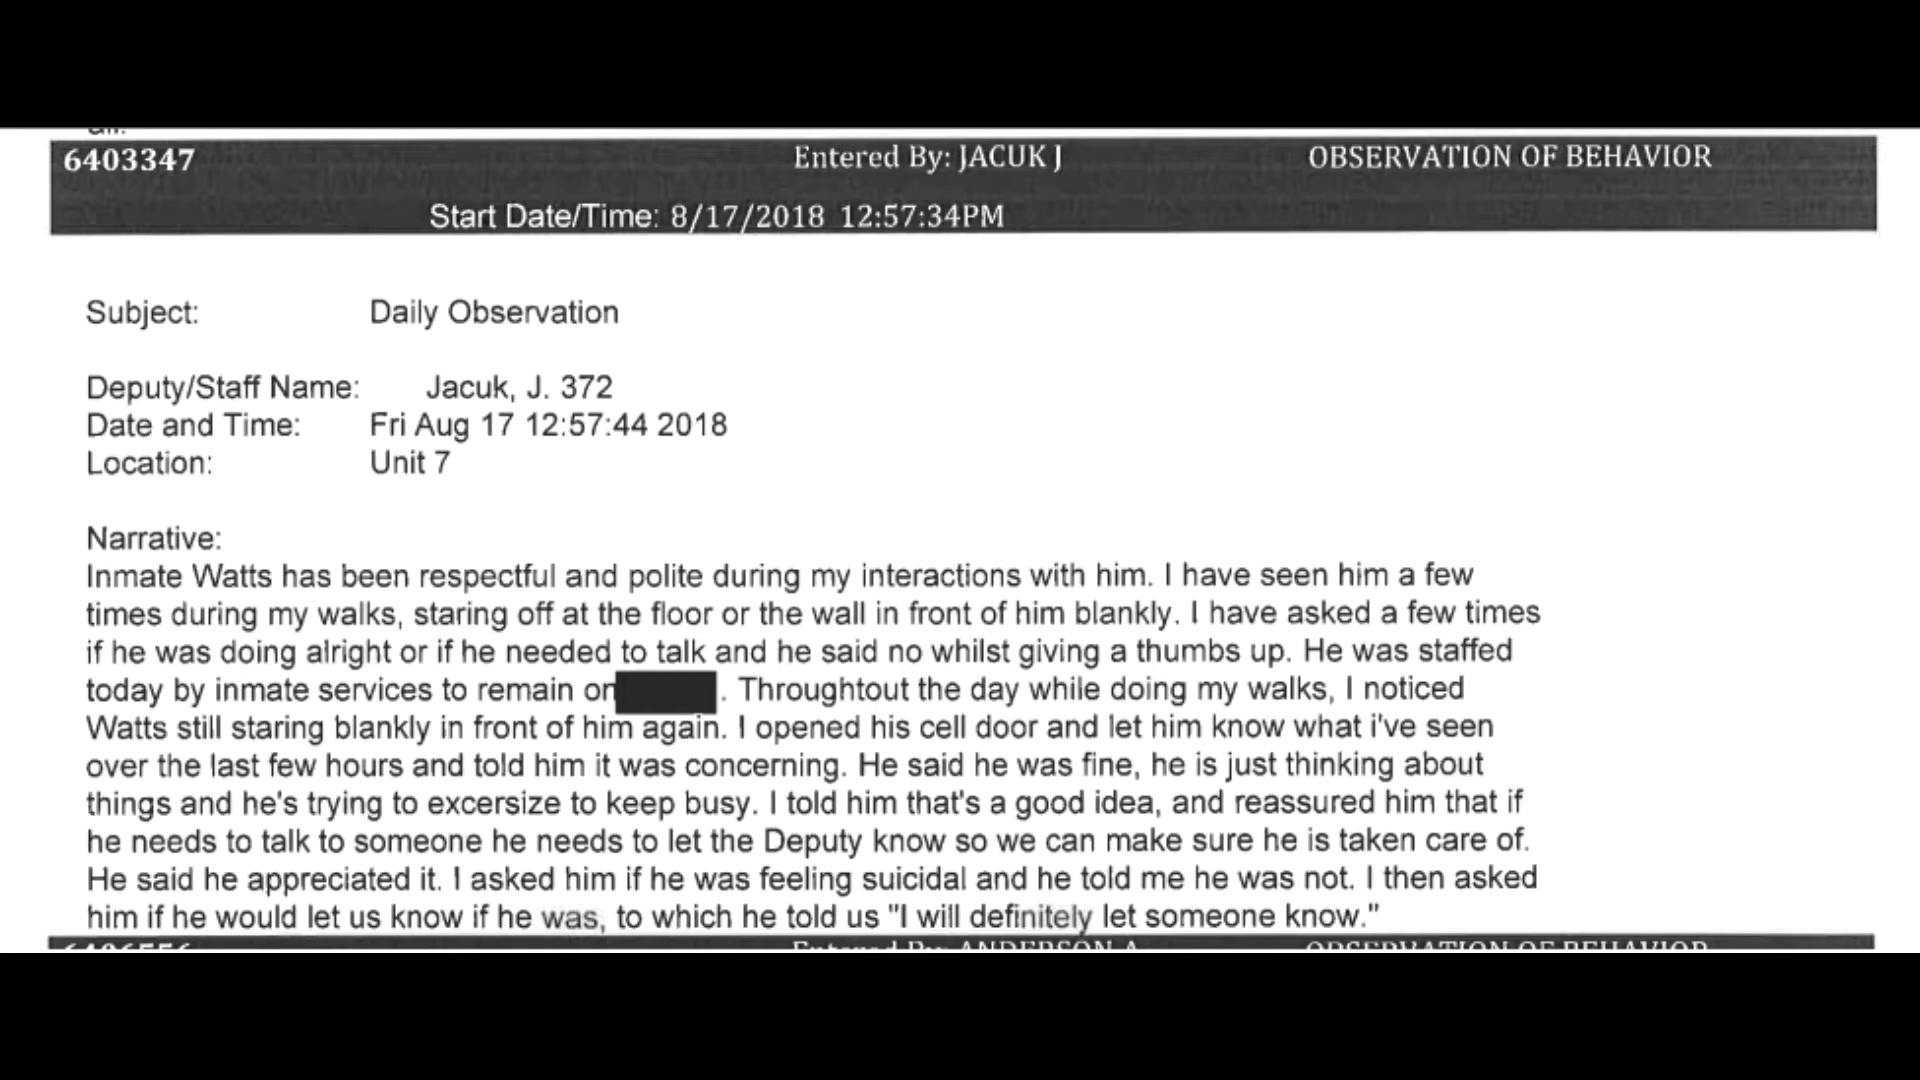 6403347 Entered By: JACUK J OBSERVATION OF BEHAVIOR
Start Date/Time: 8/17/2018 12:57:34PM
Subject: Daily Observation
Deputy/Staff Name: Jacuk, J. 372
Date and Time: Fri Aug 17 12:57:44 2018
Location: Unit 7
Narrative:
Inmate Watts has been respectful and polite during my interactions with him. I have seen him a few
times during my walks, staring off at the floor or the wall in front of him blankly. I have asked a few times
if he was doing alright or if he needed to talk and he said no whilst giving a thumbs up. He was staffed
today by inmate services to remain on . Throughtout the day while doing my walks, I noticed
Watts still staring blankly in front of him again. I opened his cell door and let him know what i've seen
over the last few hours and told him it was concerning. He said he was fine, he is just thinking about
things and he's trying to excersize to keep busy. I told him that's a good idea, and reassured him that if
he needs to talk to someone he needs to let the Deputy know so we can make sure he is taken care of.
He said he appreciated it. I asked him if he was feeling suicidal and he told me he was not. I then asked
him if he would let us know if he was, to which he told us "I will definitely let someone know."
Entered By: ANDERSON A OBSERVATION OF BEHAVIOR